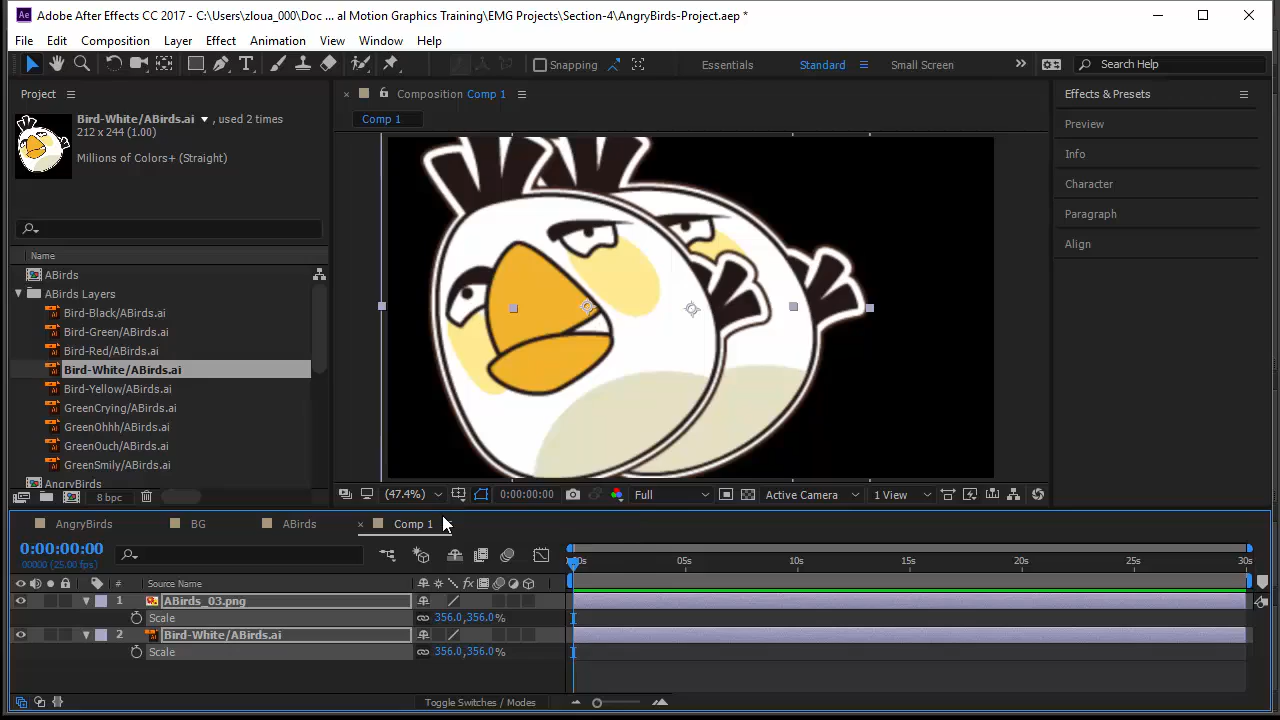 Adobe After Effects CC 2017 - C:\Users\zloua_000\Doc ... al Motion Graphics Training\EMG Projects\Section-4\AngryBirds-Project.aep *
File Edit Composition Layer Effect Animation View Window Help
Snapping Essentials Standard Small Screen Search Help
Project
Bird-White/ABirds.ai , used 2 times
212 x 244 (1.00)
Millions of Colors+ (Straight)
Name
ABirds
ABirds Layers
Bird-Black/ABirds.ai
Bird-Green/ABirds.ai
Bird-Red/ABirds.ai
Bird-White/ABirds.ai
Bird-Yellow/ABirds.ai
GreenCrying/ABirds.ai
GreenOhhh/ABirds.ai
GreenOuch/ABirds.ai
GreenSmily/ABirds.ai
AngryBirds
8 bpc
Composition Comp 1
Comp 1
(47.4%) 0:00:00:00 Full Active Camera 1 View
Effects & Presets
Preview
Info
Character
Paragraph
Align
AngryBirds BG ABirds Comp 1
0:00:00:00
00000 (25.00 fps)
05s 10s 15s 20s 25s 30s
# Source Name
1 ABirds_03.png
Scale 356.0,356.0%
2 Bird-White/ABirds.ai
Scale 356.0,356.0%
Toggle Switches / Modes